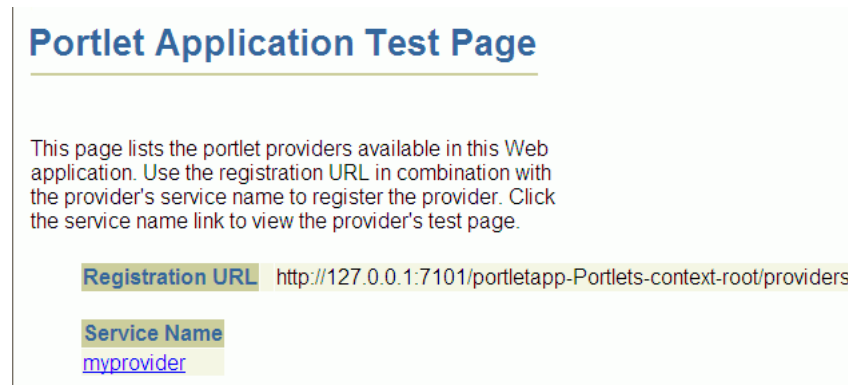 Portlet Application Test Page
This page lists the portlet providers available in this Web
application. Use the registration URL in combination with
the provider's service name to register the provider. Click
the service name link to view the provider's test page.
Registration URL http://127.0.0.1:7101/portletapp-Portlets-context-root/providers
Service Name
myprovider